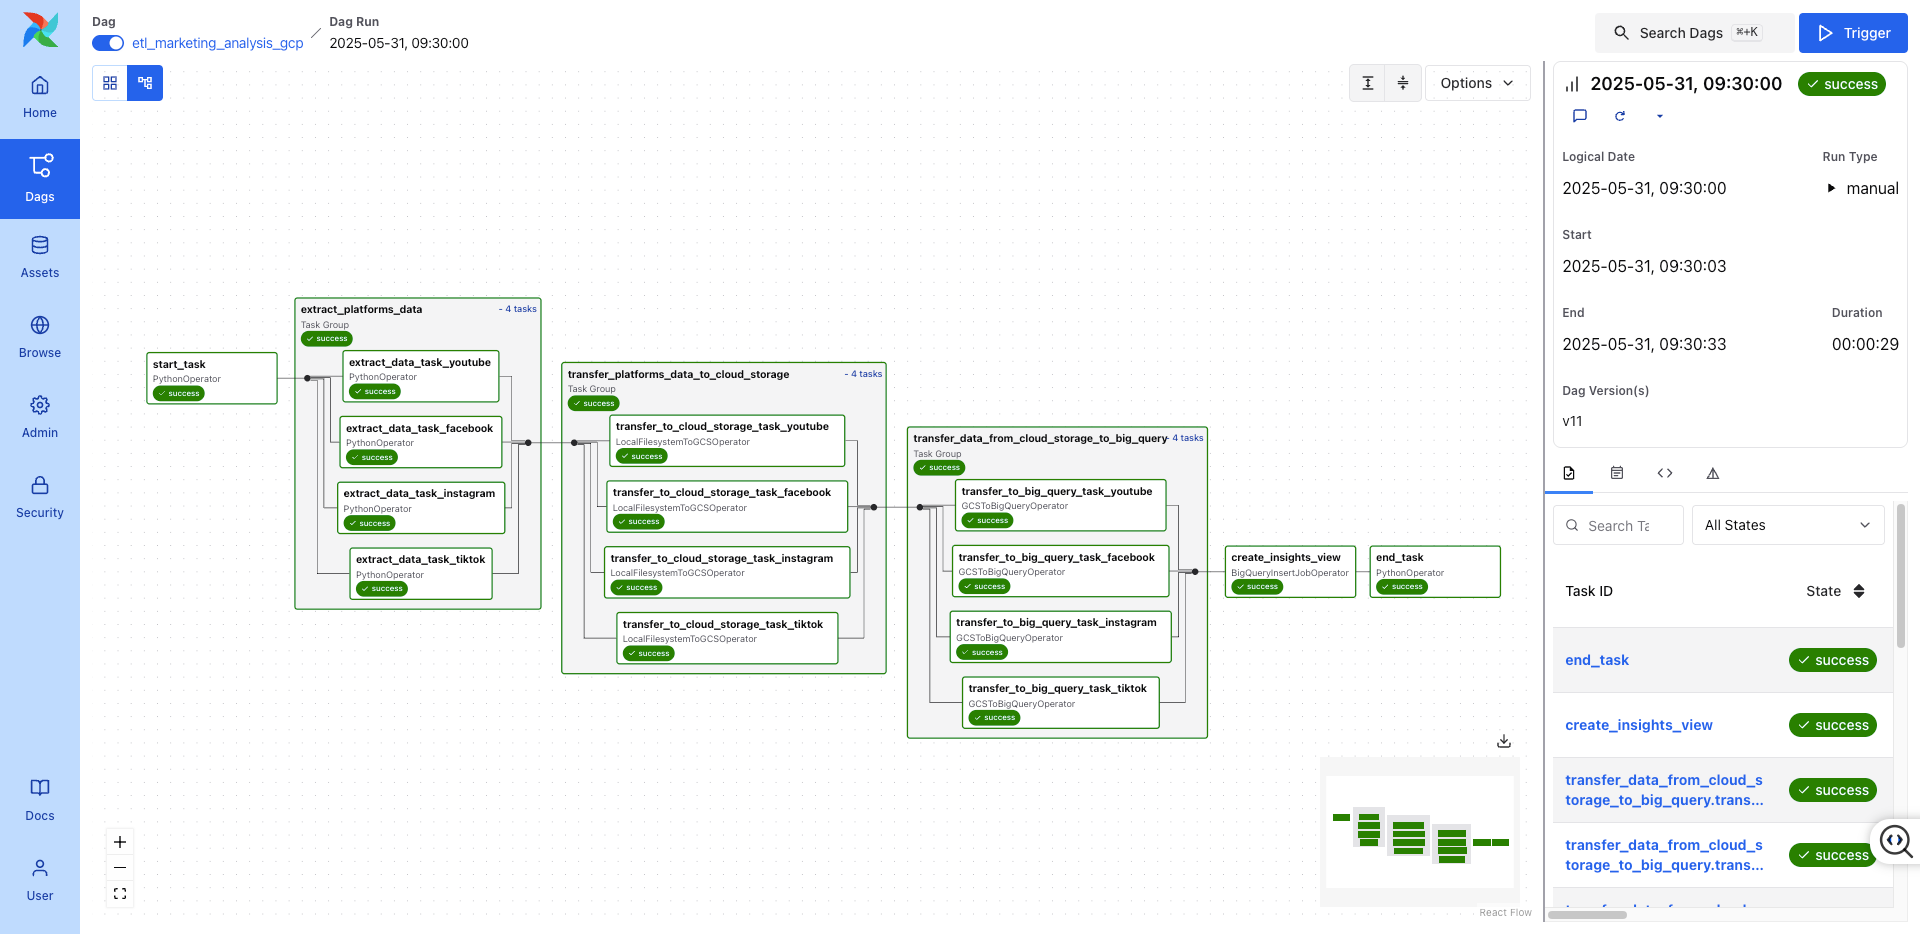 Dag
etl_marketing_analysis_gcp
/
Dag Run
2025-05-31, 09:30:00
Search Dags ⌘+K
Trigger
Home
Dags
Assets
Browse
Admin
Security
Docs
User
Options
start_task
PythonOperator
success
extract_platforms_data
- 4 tasks
Task Group
success
extract_data_task_youtube
PythonOperator
success
extract_data_task_facebook
PythonOperator
success
extract_data_task_instagram
PythonOperator
success
extract_data_task_tiktok
PythonOperator
success
transfer_platforms_data_to_cloud_storage
- 4 tasks
Task Group
success
transfer_to_cloud_storage_task_youtube
LocalFilesystemToGCSOperator
success
transfer_to_cloud_storage_task_facebook
LocalFilesystemToGCSOperator
success
transfer_to_cloud_storage_task_instagram
LocalFilesystemToGCSOperator
success
transfer_to_cloud_storage_task_tiktok
LocalFilesystemToGCSOperator
success
transfer_data_from_cloud_storage_to_big_query
- 4 tasks
Task Group
success
transfer_to_big_query_task_youtube
GCSToBigQueryOperator
success
transfer_to_big_query_task_facebook
GCSToBigQueryOperator
success
transfer_to_big_query_task_instagram
GCSToBigQueryOperator
success
transfer_to_big_query_task_tiktok
GCSToBigQueryOperator
success
create_insights_view
BigQueryInsertJobOperator
success
end_task
PythonOperator
success
React Flow
2025-05-31, 09:30:00
success
Logical Date
Run Type
2025-05-31, 09:30:00
manual
Start
2025-05-31, 09:30:03
End
Duration
2025-05-31, 09:30:33
00:00:29
Dag Version(s)
v11
Search Ta
All States
Task ID
State
end_task
success
create_insights_view
success
transfer_data_from_cloud_s
torage_to_big_query.trans...
success
transfer_data_from_cloud_s
torage_to_big_query.trans...
success